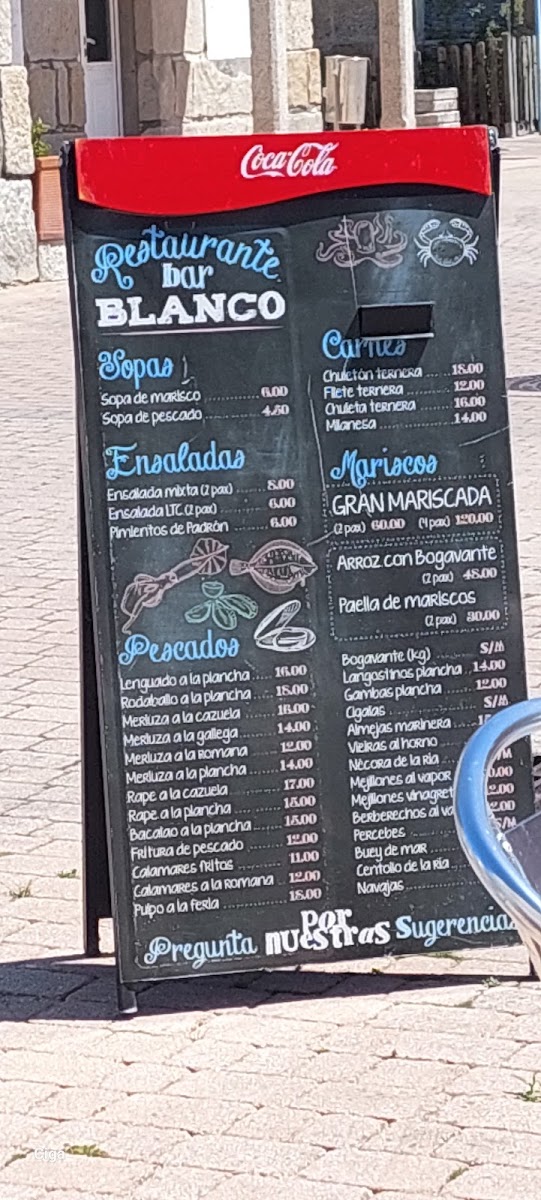 Coca-Cola
Restaurante
bar
BLANCO
Sopas
Sopa de marisco 6.00
Sopa de pescado 4.50
Ensaladas
Ensalada mixta (2 pax) 8.00
Ensalada LTC (2 pax) 6.00
Pimientos de Padrón 6.00
Pescados
Lenguado a la plancha 16.00
Rodaballo a la plancha 18.00
Merluza a la cazuela 16.00
Merluza a la gallega 14.00
Merluza a la romana 12.00
Merluza a la plancha 14.00
Rape a la cazuela 17.00
Rape a la plancha
Bacalao a la plancha
Fritura de pescado 12.00
Calamares fritos 11.00
Calamares a la romana 12.00
Pulpo a la feria
Carnes
Chuletón ternera 18.00
Filete ternera 12.00
Chuleta ternera 16.00
Milanesa 14.00
Mariscos
GRAN MARISCADA
(2 pax) 60.00 (4 pax) 120.00
Arroz con Bogavante
(2 pax) 48.00
Paella de mariscos
(2 pax) 30.00
Bogavante (kg) S/M
Langostinos plancha 14.00
Gambas plancha 12.00
Cigalas S/M
Almejas marinera
Vieiras al horno
Nécora de la ría
Mejillones al vapor
Mejillones vinagret
Berberechos al va
Percebes S/M
Buey de mar
Centollo de la ría
Navajas
Pregunta por nuestras Sugerencias